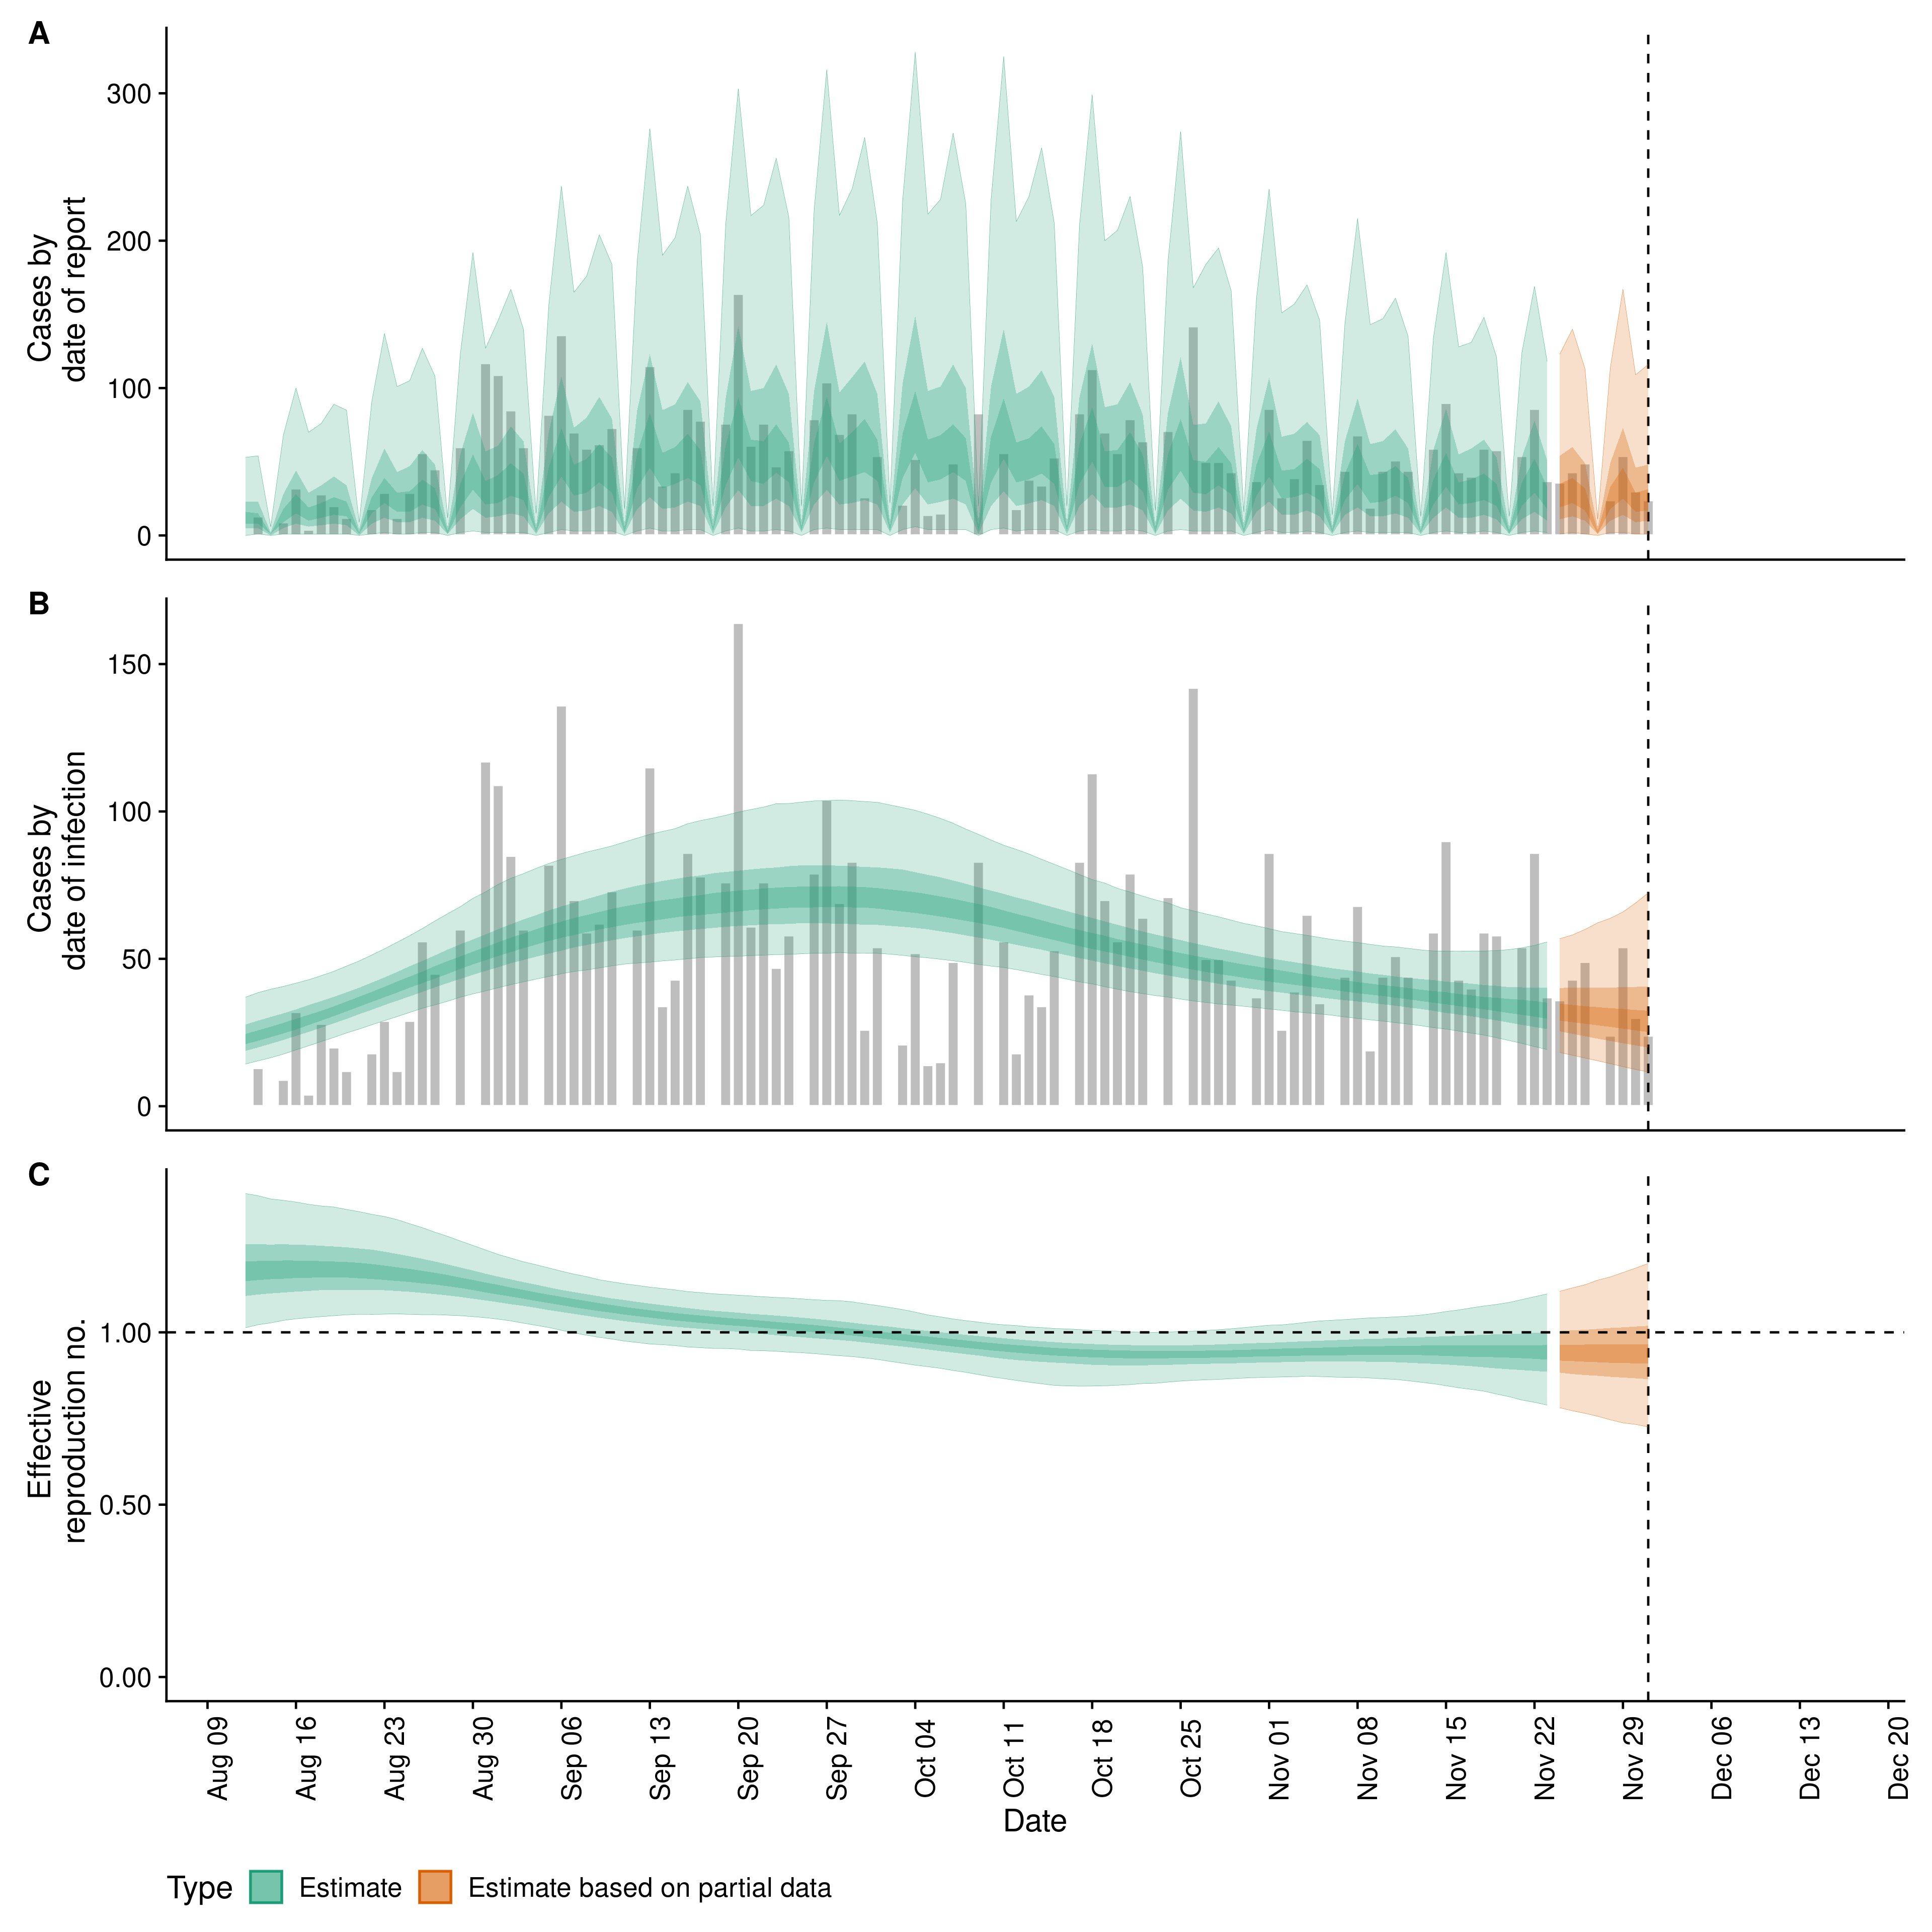 A
Cases by
date of report
300
200
100
0
B
Cases by
date of infection
150
100
50
0
C
Effective
reproduction no.
1.00
0.50
0.00
Aug 09
Aug 16
Aug 23
Aug 30
Sep 06
Sep 13
Sep 20
Sep 27
Oct 04
Oct 11
Oct 18
Oct 25
Nov 01
Nov 08
Nov 15
Nov 22
Nov 29
Dec 06
Dec 13
Dec 20
Date
Type Estimate Estimate based on partial data